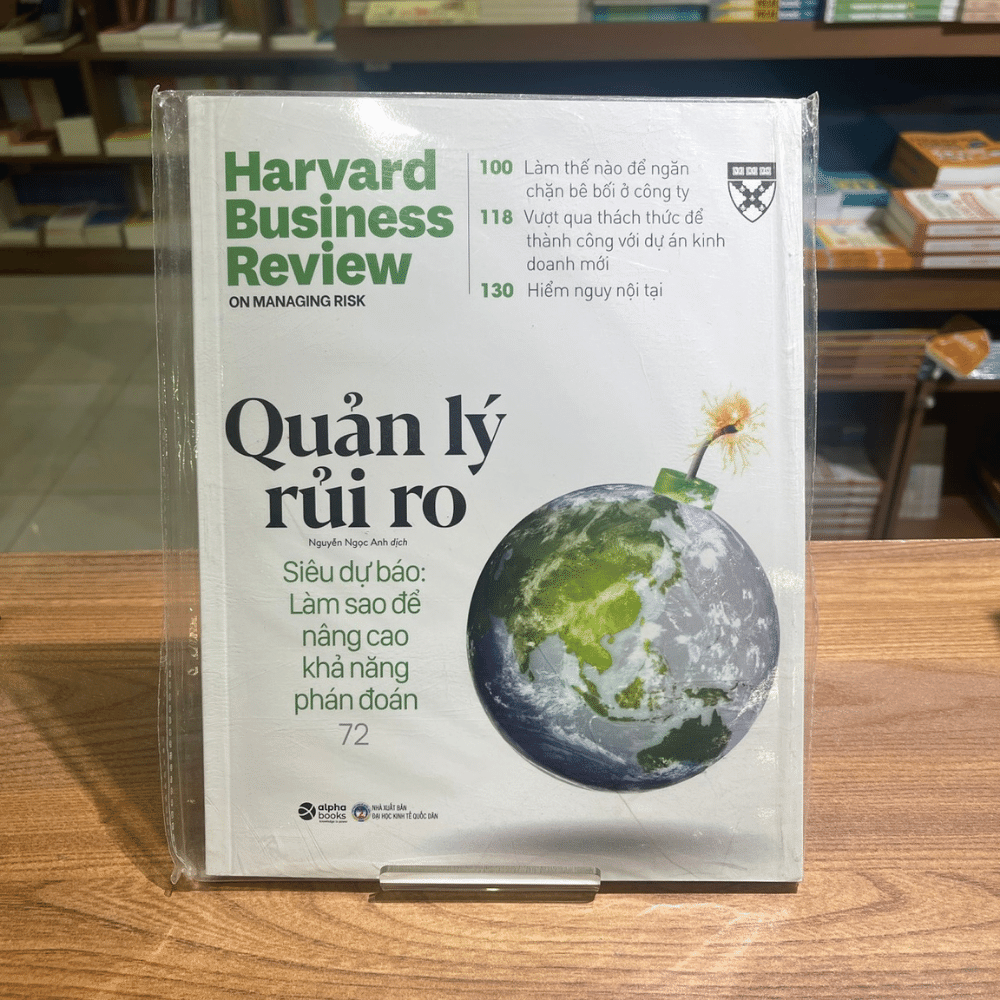 Harvard
Business
Review
ON MANAGING RISK
100 Làm thế nào để ngăn
chặn bê bối ở công ty
118 Vượt qua thách thức để
thành công với dự án kinh
doanh mới
130 Hiểm nguy nội tại
Quản lý
rủi ro
Nguyễn Ngọc Anh dịch
Siêu dự báo:
Làm sao để
nâng cao
khả năng
phán đoán
72
alpha
books
knowledge is power
NHÀ XUẤT BẢN
ĐẠI HỌC KINH TẾ QUỐC DÂN